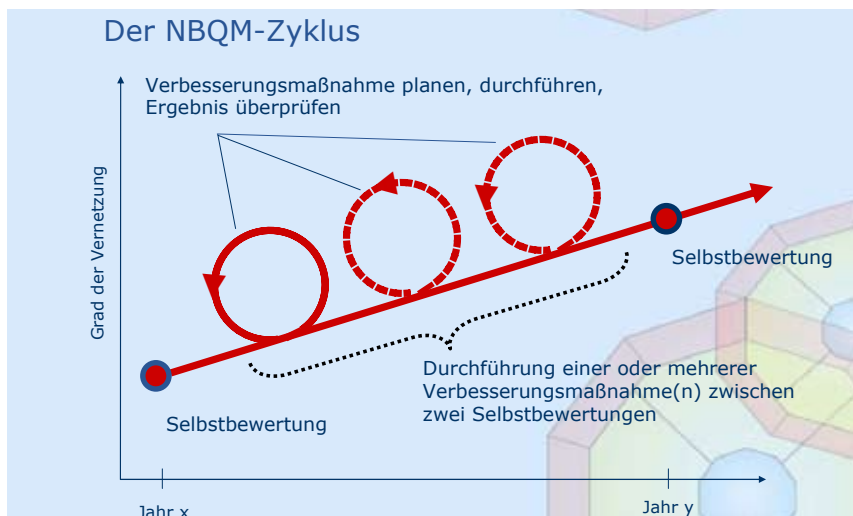 Der NBQM-Zyklus
Verbesserungsmaßnahme planen, durchführen,
Ergebnis überprüfen
Grad der Vernetzung
Selbstbewertung
Durchführung einer oder mehrerer
Verbesserungsmaßnahme(n) zwischen
zwei Selbstbewertungen
Selbstbewertung
Jahr x
Jahr y